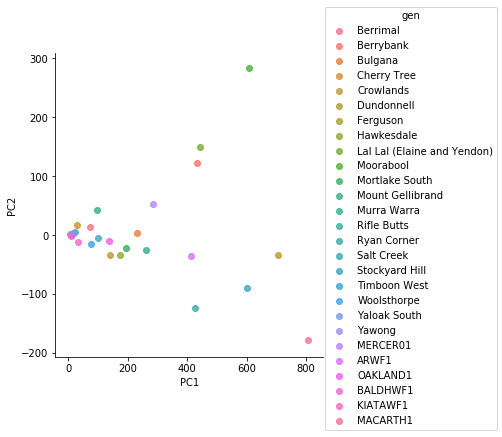 gen
Berrimal
Berrybank
Bulgana
Cherry Tree
Crowlands
Dundonnell
Ferguson
Hawkesdale
Lal Lal (Elaine and Yendon)
Moorabool
Mortlake South
Mount Gellibrand
Murra Warra
Rifle Butts
Ryan Corner
Salt Creek
Stockyard Hill
Timboon West
Woolsthorpe
Yaloak South
Yawong
MERCER01
ARWF1
OAKLAND1
BALDHWF1
KIATAWF1
MACARTH1
300
200
100
0
−100
−200
PC2
0 200 400 600 800
PC1